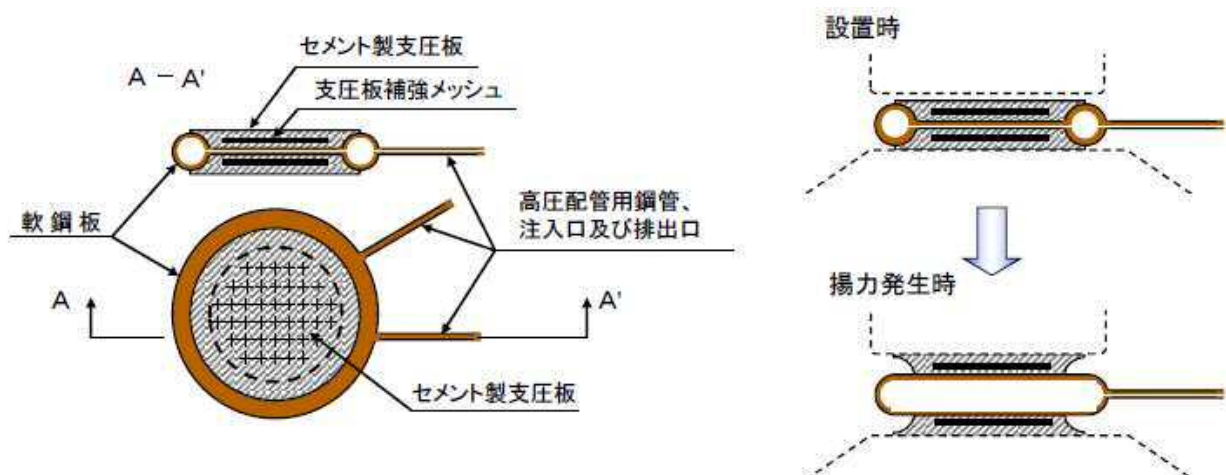 セメント製支圧板
A － A'
支圧板補強メッシュ
軟鋼板
高圧配管用鋼管、
注入口及び排出口
A
A'
セメント製支圧板
設置時
揚力発生時